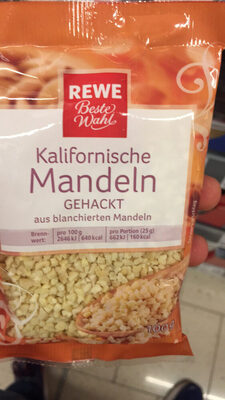 REWE
Beste
Wahl
Kalifornische
Mandeln
GEHACKT
aus blanchierten Mandeln
Brenn-
wert:
pro 100 g
2646 kJ 640 kcal
pro Portion (25 g)
662 kJ 160 kcal